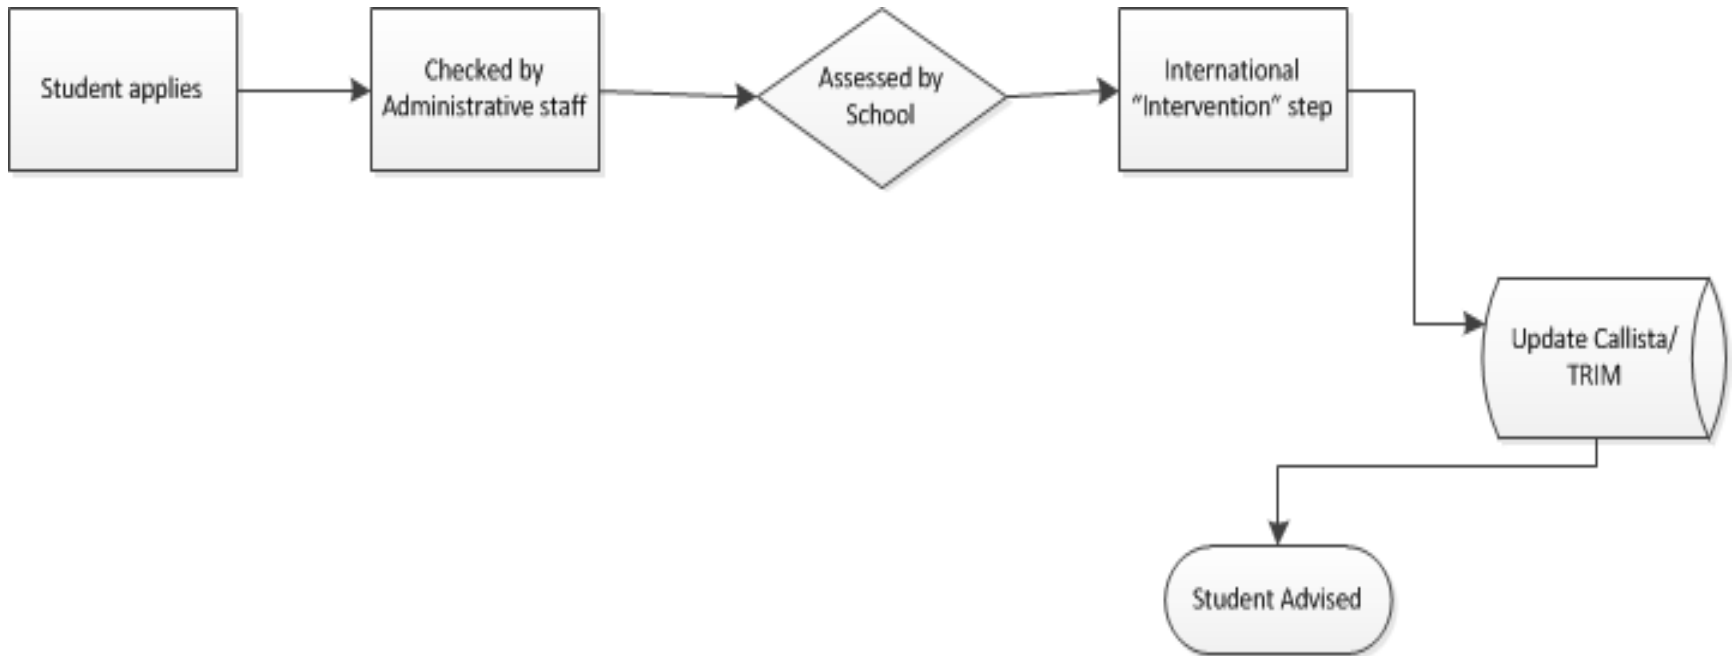 Student applies
Checked by
Administrative staff
Assessed by
School
International
“Intervention” step
Update Callista/
TRIM
Student Advised